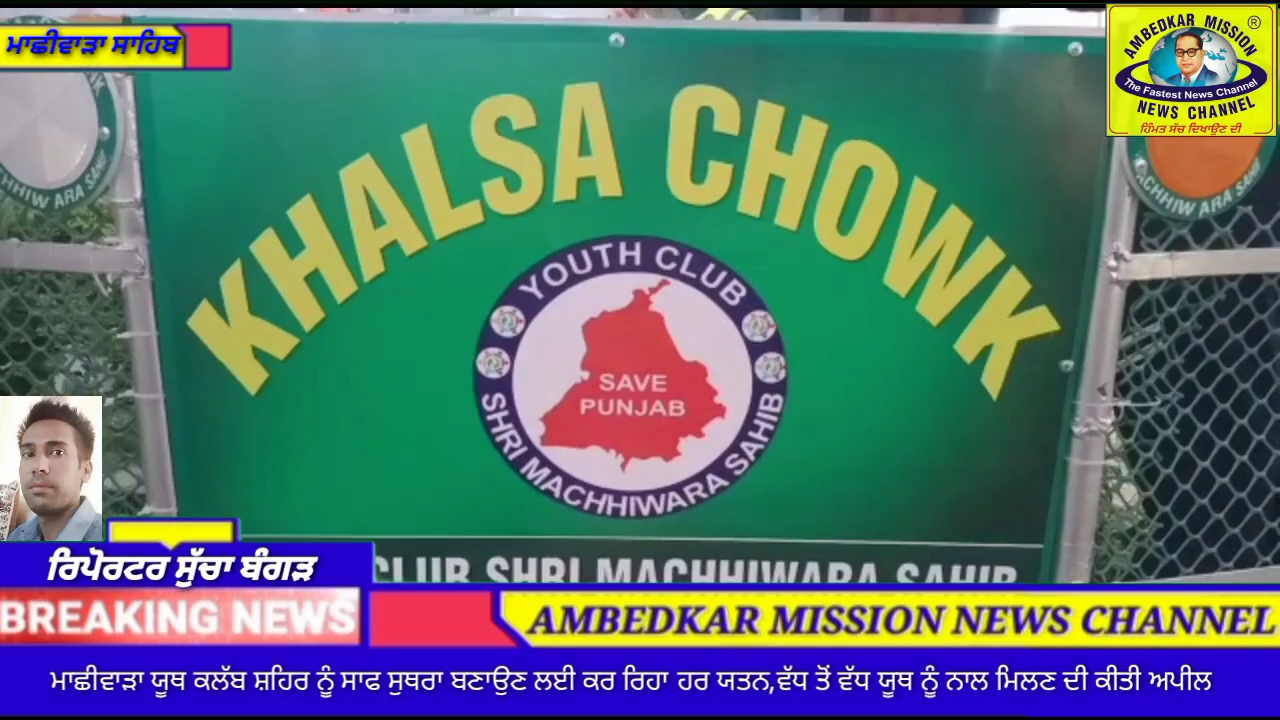 ਮਾਛੀਵਾੜਾ ਸਾਹਿਬ
AMBEDKAR MISSION
®
The Fastest News Channel
NEWS CHANNEL
ਹਿੰਮਤ ਸੱਚ ਦਿਖਾਉਣ ਦੀ
KHALSA CHOWK
YOUTH CLUB
SAVE
PUNJAB
SHRI MACHHIWARA SAHIB
MACHHIWARA SAHIB
CLUB SHRI MACHHIWARA SAHIB
ਰਿਪੋਰਟਰ ਸੁੱਚਾ ਬੰਗੜ
BREAKING NEWS
AMBEDKAR MISSION NEWS CHANNEL
ਮਾਛੀਵਾੜਾ ਯੂਥ ਕਲੱਬ ਸ਼ਹਿਰ ਨੂੰ ਸਾਫ ਸੁਥਰਾ ਬਣਾਉਣ ਲਈ ਕਰ ਰਿਹਾ ਹਰ ਯਤਨ,ਵੱਧ ਤੋਂ ਵੱਧ ਯੂਥ ਨੂੰ ਨਾਲ ਮਿਲਣ ਦੀ ਕੀਤੀ ਅਪੀਲ